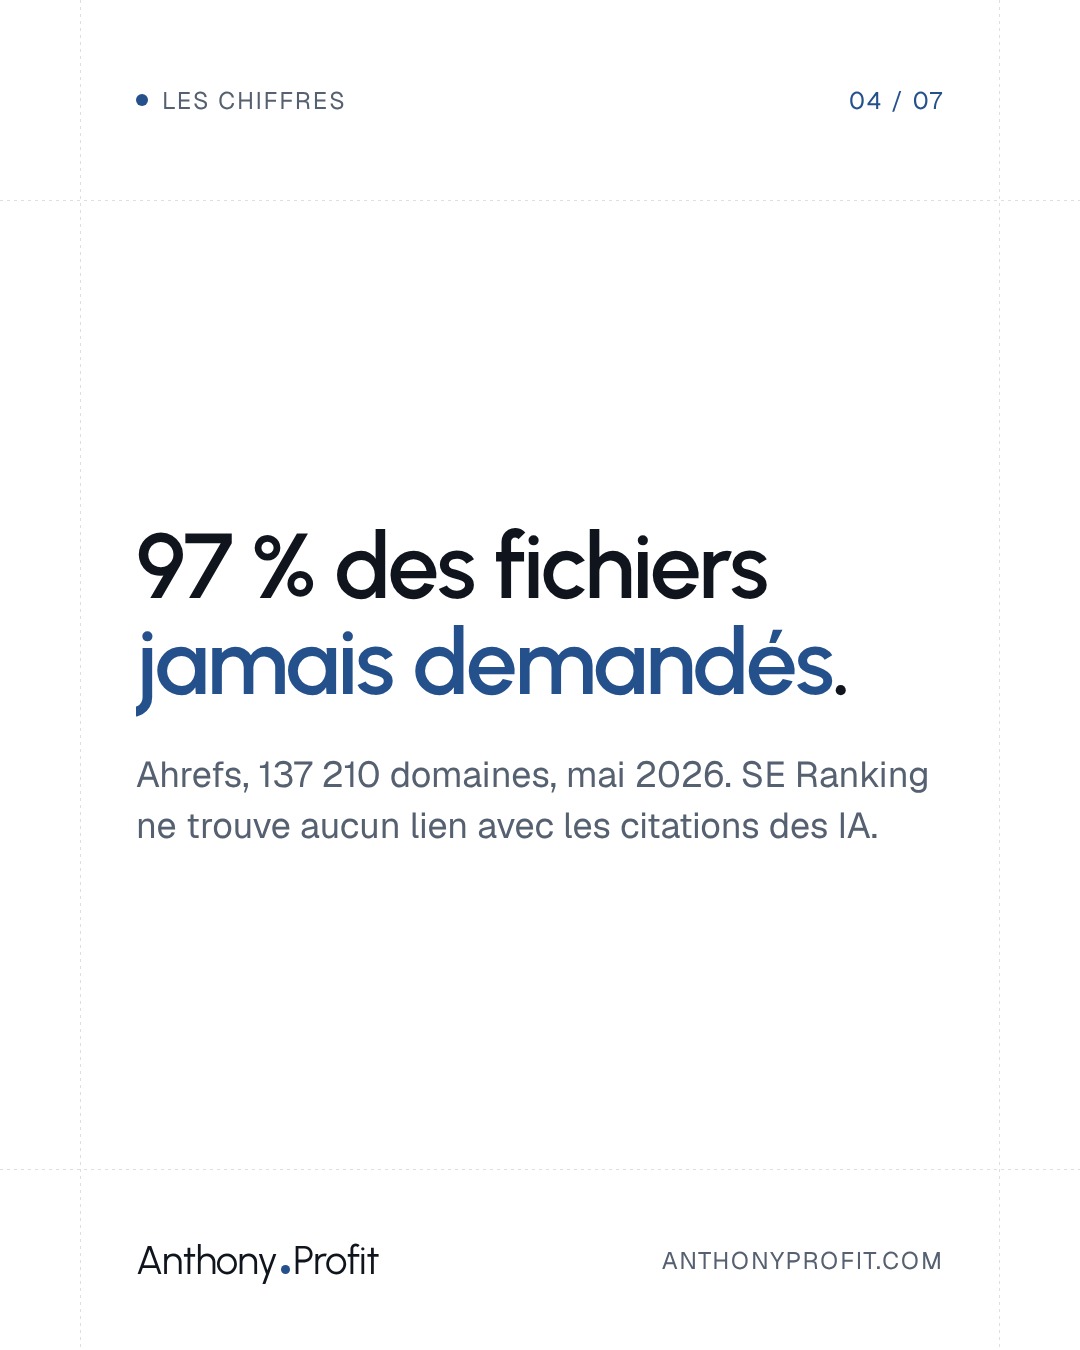 LES CHIFFRES
04 / 07
97 % des fichiers
jamais demandés.
Ahrefs, 137 210 domaines, mai 2026. SE Ranking
ne trouve aucun lien avec les citations des IA.
Anthony.Profit
ANTHONYPROFIT.COM